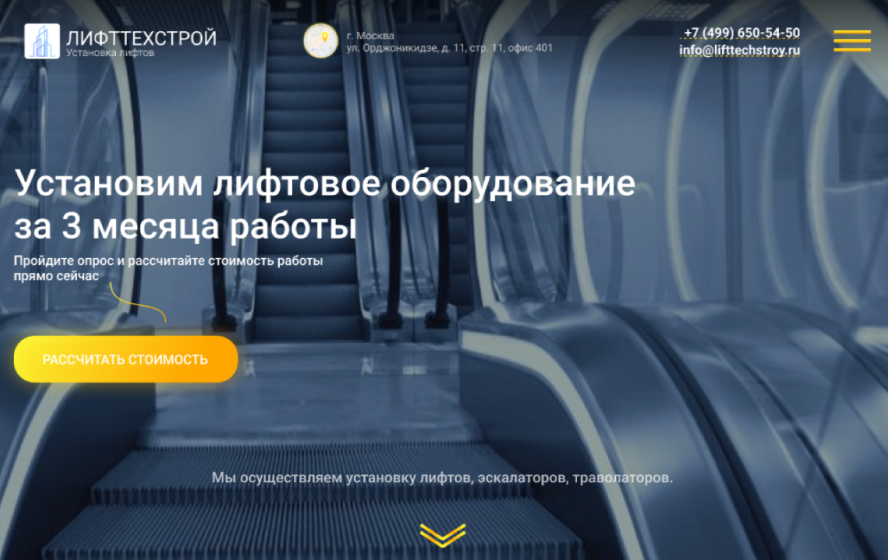 ЛИФТТЕХСТРОЙ
Установка лифтов
г. Москва
ул. Орджоникидзе, д. 11, стр. 11, офис 401
+7 (499) 650-54-50
info@lifttechstroy.ru
Установим лифтовое оборудование
за 3 месяца работы
Пройдите опрос и рассчитайте стоимость работы
прямо сейчас
РАССЧИТАТЬ СТОИМОСТЬ
Мы осуществляем установку лифтов, эскалаторов, траволаторов.